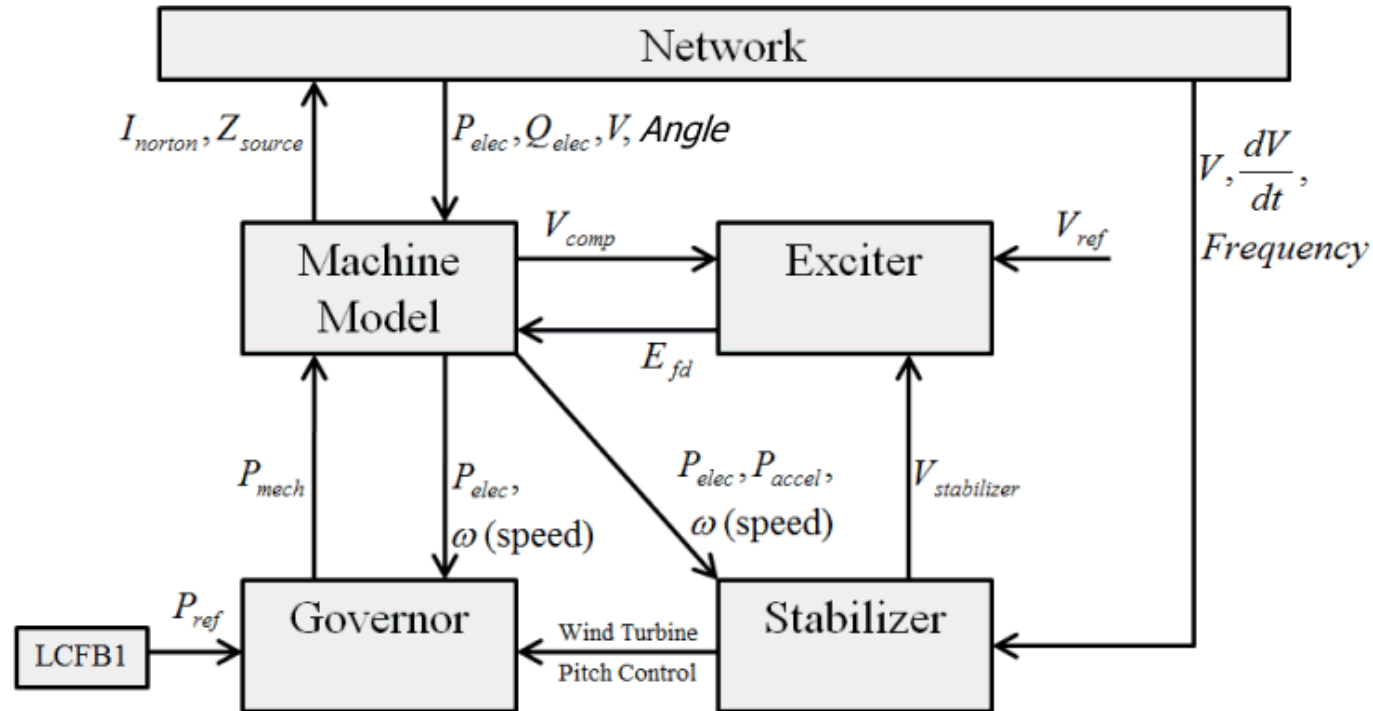 Network
I_norton, Z_source
P_elec, Q_elec, V, Angle
V, dV/dt,
Frequency
Machine
Model
V_comp
Exciter
V_ref
E_fd
P_mech
P_elec,
ω (speed)
P_elec, P_accel,
ω (speed)
V_stabilizer
LCFB1
P_ref
Governor
Wind Turbine
Pitch Control
Stabilizer